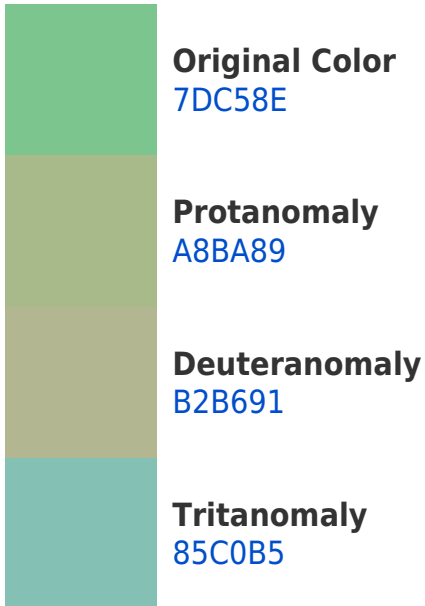 Original Color
7DC58E
Protanomaly
A8BA89
Deuteranomaly
B2B691
Tritanomaly
85C0B5